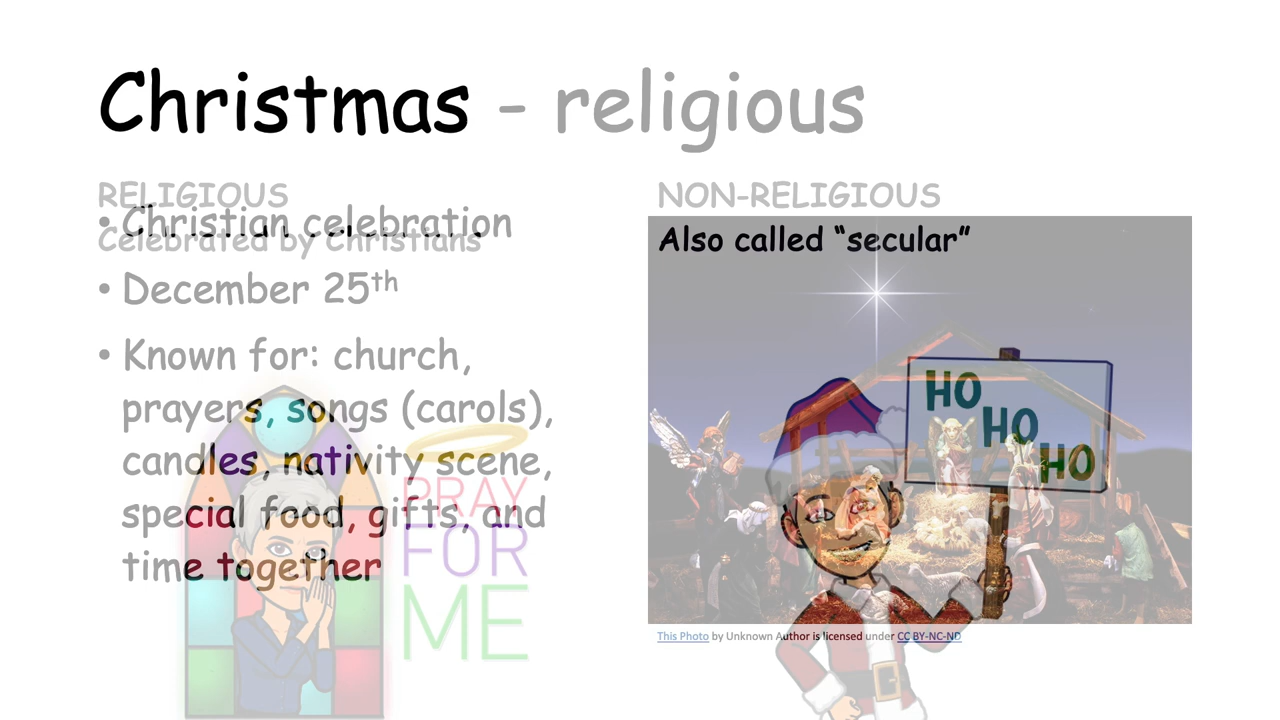 Christmas - religious
RELIGIOUS
• Christian celebration
Celebrated by Christians
• December 25th
• Known for: church,
prayers, songs (carols),
candles, nativity scene,
special food, gifts, and
time together
PRAY
FOR
ME
NON-RELIGIOUS
Also called “secular”
HO
HO
HO
This Photo by Unknown Author is licensed under CC BY-NC-ND